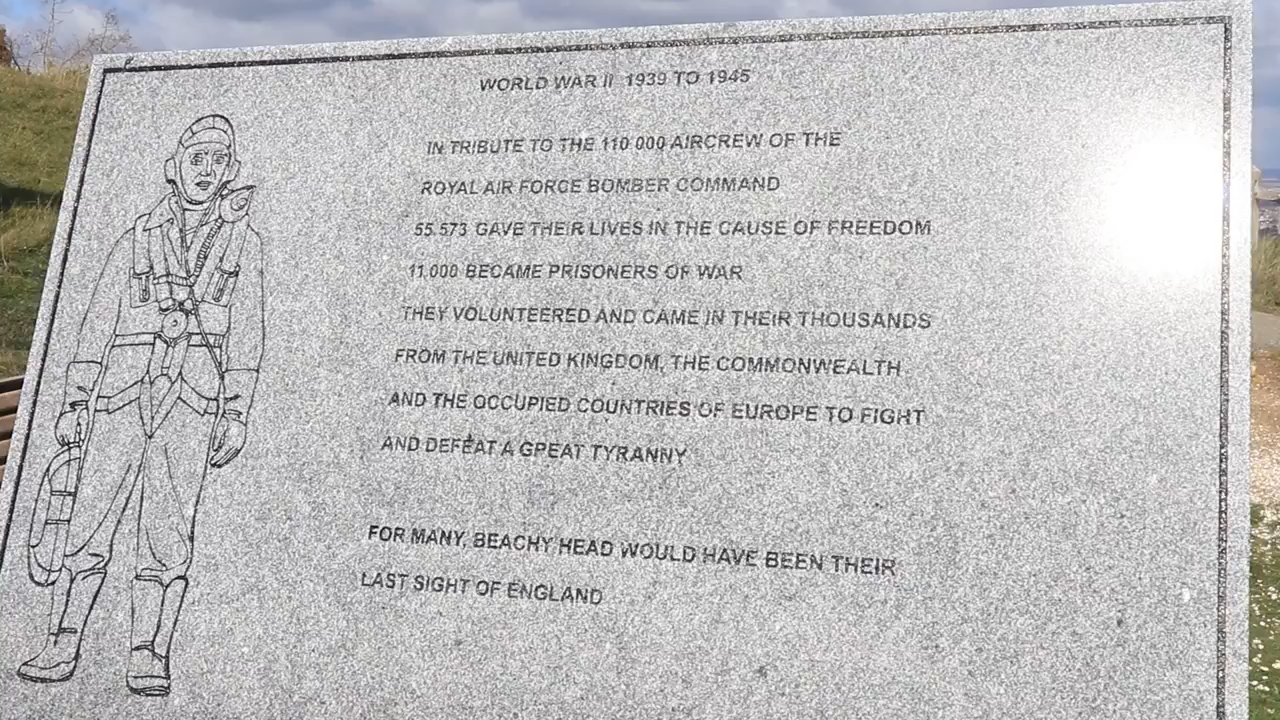 WORLD WAR II 1939 TO 1945
IN TRIBUTE TO THE 110 000 AIRCREW OF THE
ROYAL AIR FORCE BOMBER COMMAND
55 573 GAVE THEIR LIVES IN THE CAUSE OF FREEDOM
11,000 BECAME PRISONERS OF WAR
THEY VOLUNTEERED AND CAME IN THEIR THOUSANDS
FROM THE UNITED KINGDOM, THE COMMONWEALTH
AND THE OCCUPIED COUNTRIES OF EUROPE TO FIGHT
AND DEFEAT A GREAT TYRANNY
FOR MANY, BEACHY HEAD WOULD HAVE BEEN THEIR
LAST SIGHT OF ENGLAND